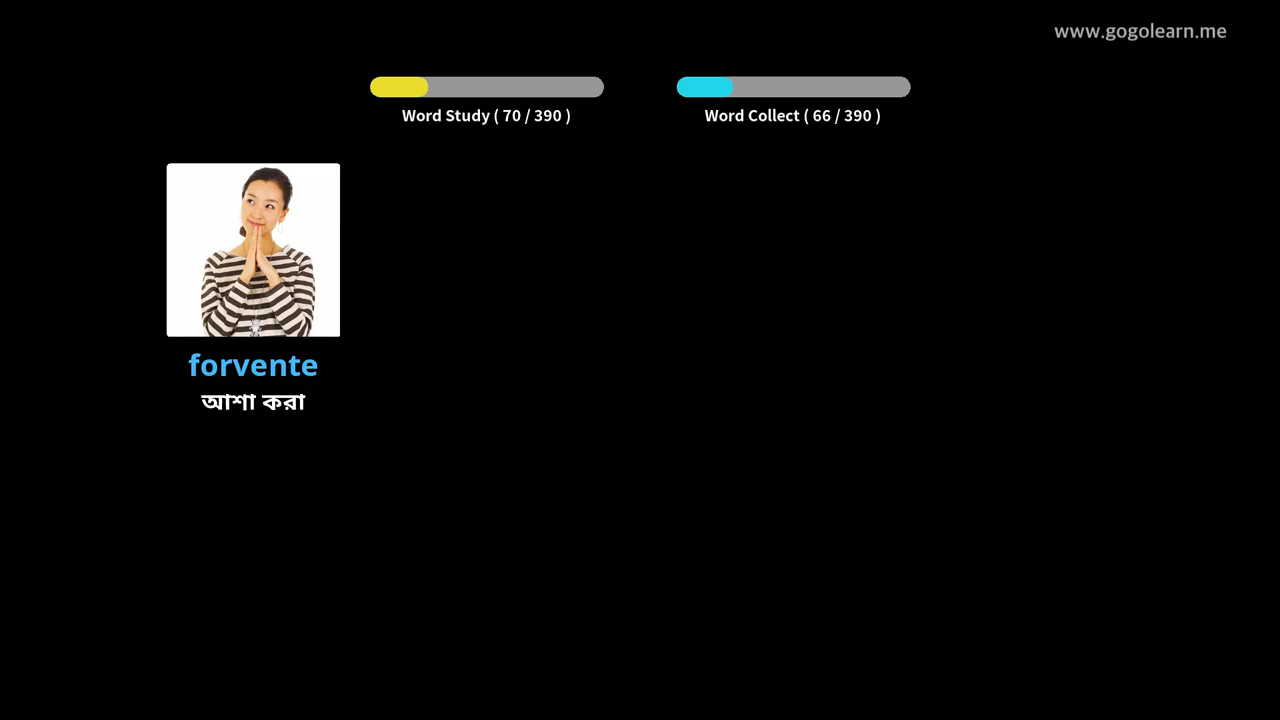 www.gogolearn.me
Word Study ( 70 / 390 )
Word Collect ( 66 / 390 )
forvente
আশা করা